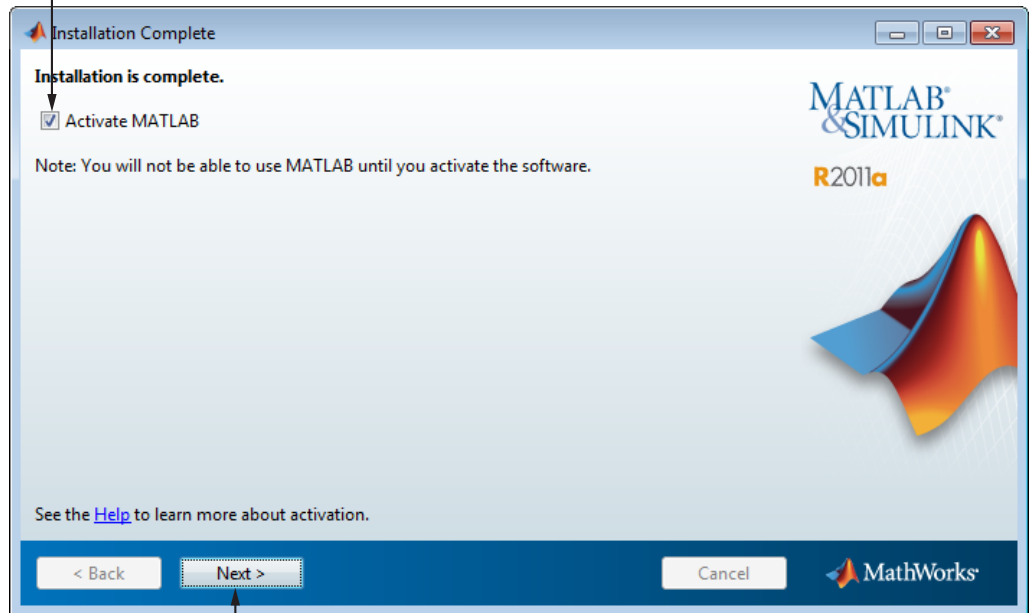 Installation Complete
Installation is complete.
Activate MATLAB
Note: You will not be able to use MATLAB until you activate the software.
MATLAB®
&SIMULINK®
R2011a
See the Help to learn more about activation.
< Back
Next >
Cancel
MathWorks®